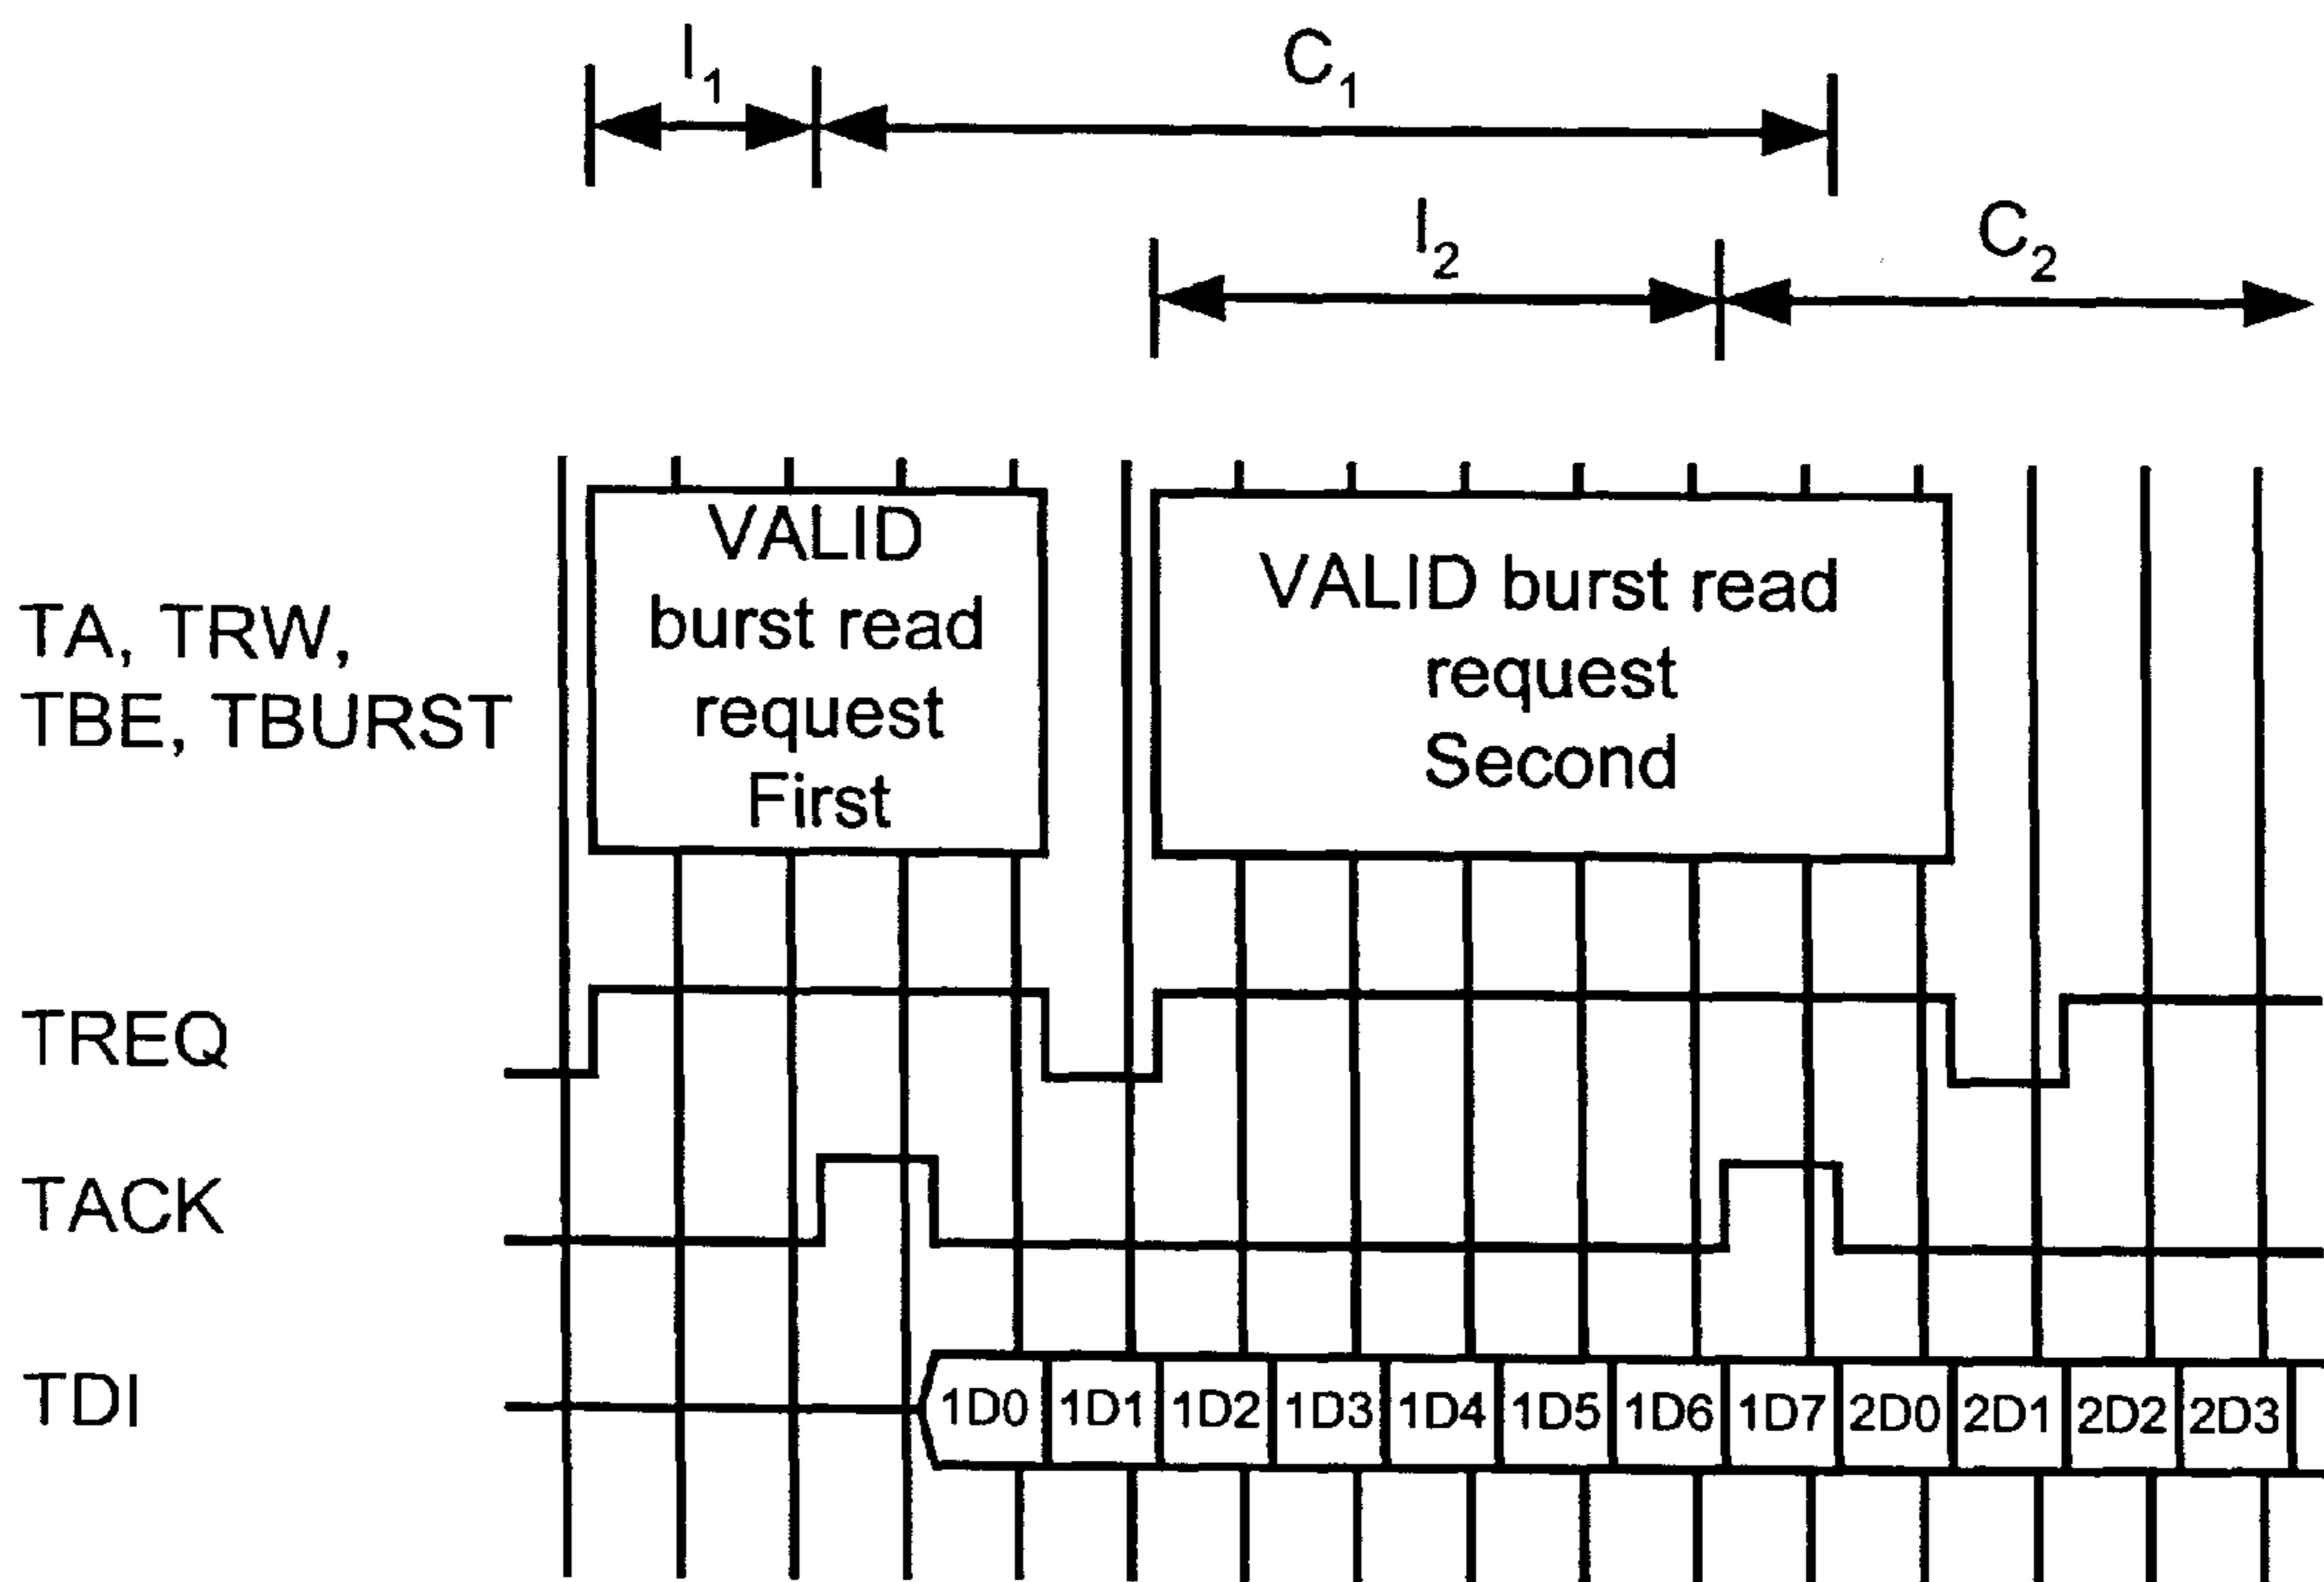 I1
C1
I2
C2
VALID
burst read
request
First
VALID burst read
request
Second
TA, TRW,
TBE, TBURST
TREQ
TACK
TDI
1D0 1D1 1D2 1D3 1D4 1D5 1D6 1D7 2D0 2D1 2D2 2D3